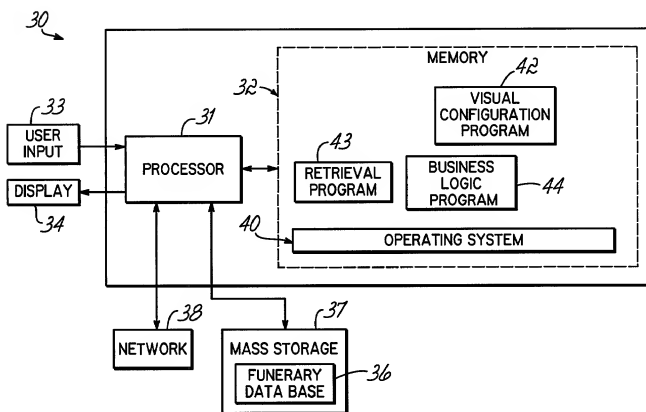 30
MEMORY
42
32
VISUAL
CONFIGURATION
PROGRAM
33
USER
INPUT
31
PROCESSOR
43
RETRIEVAL
PROGRAM
BUSINESS
LOGIC
PROGRAM
44
DISPLAY
34
40
OPERATING SYSTEM
38
NETWORK
37
MASS STORAGE
FUNERARY
DATA BASE
36